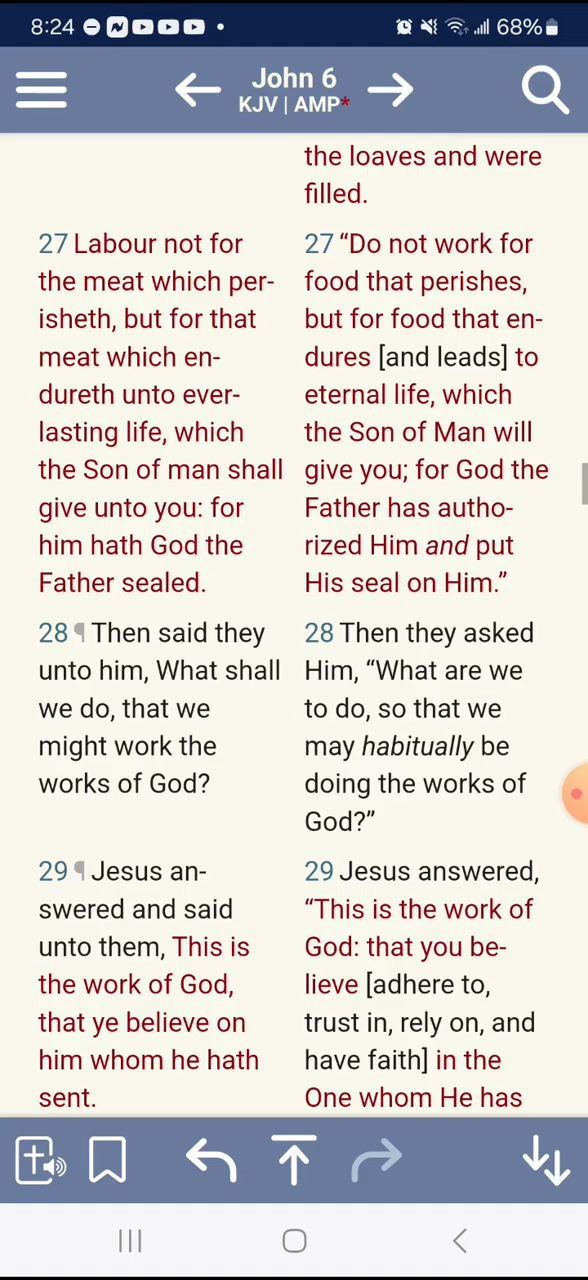 8:24
68%
John 6
KJV | AMP*
the loaves and were
filled.
27 Labour not for
the meat which per-
isheth, but for that
meat which en-
dureth unto ever-
lasting life, which
the Son of man shall
give unto you: for
him hath God the
Father sealed.
27 “Do not work for
food that perishes,
but for food that en-
dures [and leads] to
eternal life, which
the Son of Man will
give you; for God the
Father has autho-
rized Him and put
His seal on Him.”
28 ¶ Then said they
unto him, What shall
we do, that we
might work the
works of God?
28 Then they asked
Him, “What are we
to do, so that we
may habitually be
doing the works of
God?”
29 ¶ Jesus an-
swered and said
unto them, This is
the work of God,
that ye believe on
him whom he hath
sent.
29 Jesus answered,
“This is the work of
God: that you be-
lieve [adhere to,
trust in, rely on, and
have faith] in the
One whom He has